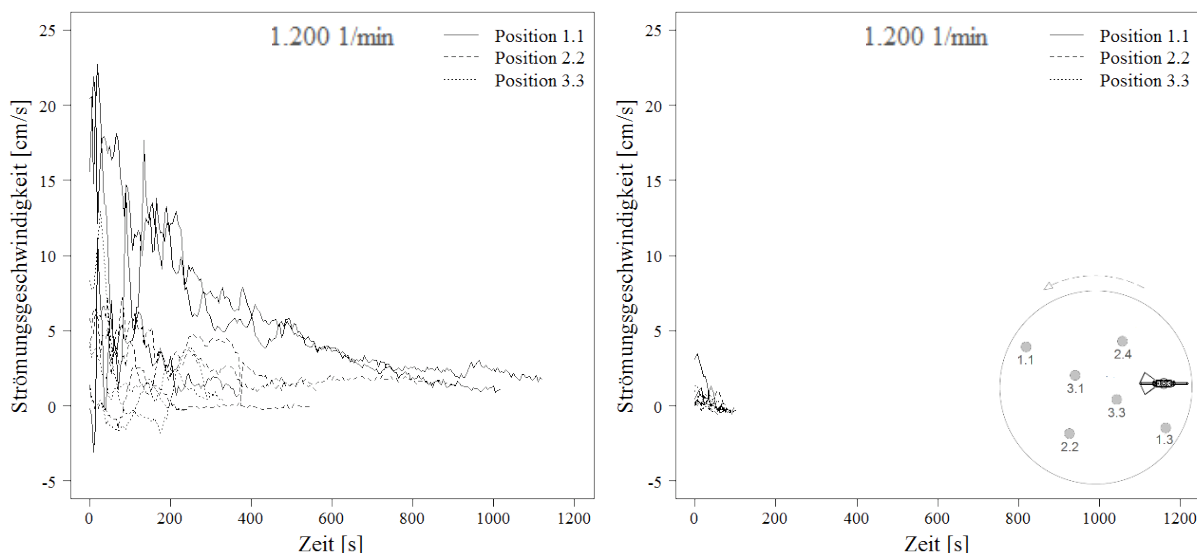 1.200 1/min
Position 1.1
Position 2.2
Position 3.3
Strömungsgeschwindigkeit [cm/s]
25
20
15
10
5
0
-5
0 200 400 600 800 1000 1200
Zeit [s]
1.200 1/min
Position 1.1
Position 2.2
Position 3.3
Strömungsgeschwindigkeit [cm/s]
25
20
15
10
5
0
-5
1.1
2.4
3.1
3.3
2.2
1.3
0 200 400 600 800 1000 1200
Zeit [s]